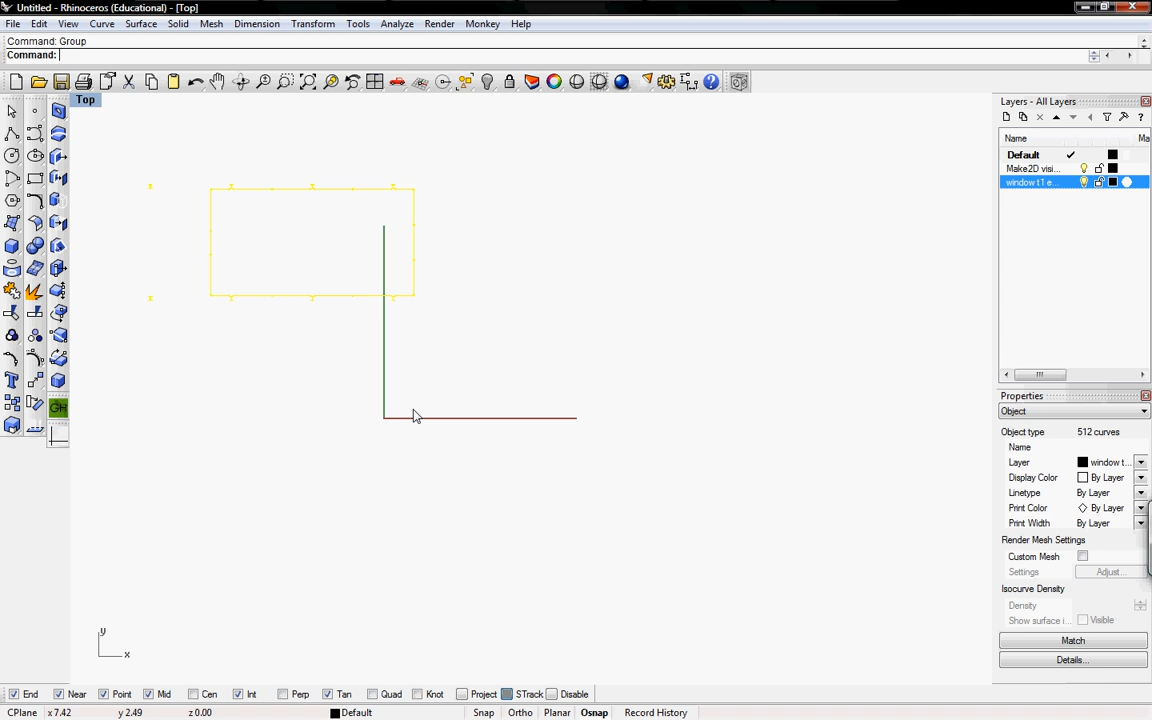 Untitled - Rhinoceros (Educational) - [Top]
File Edit View Curve Surface Solid Mesh Dimension Transform Tools Analyze Render Monkey Help
Command: Group
Command:
Top
Layers - All Layers
Name Ma
Default
Make2D visi...
window t1 e...
Properties
Object
Object type 512 curves
Name
Layer window t...
Display Color By Layer
Linetype By Layer
Print Color By Layer
Print Width By Layer
Render Mesh Settings
Custom Mesh
Settings Adjust...
Isocurve Density
Density
Show surface i... Visible
Match
Details...
GH
y
x
End Near Point Mid Cen Int Perp Tan Quad Knot Project STrack Disable
CPlane x 7.42 y 2.49 z 0.00 Default Snap Ortho Planar Osnap Record History